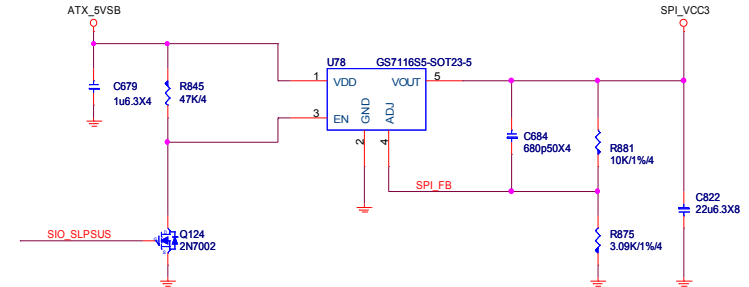 ATX_5VSB
SPI_VCC3
U78
GS7116S5-SOT23-5
C679
1u6.3X4
R845
47K/4
1
VDD
VOUT
5
3
EN
GND
ADJ
2
4
C684
680p50X4
R881
10K/1%/4
SPI_FB
C822
22u6.3X8
SIO_SLPSUS
Q124
2N7002
R875
3.09K/1%/4